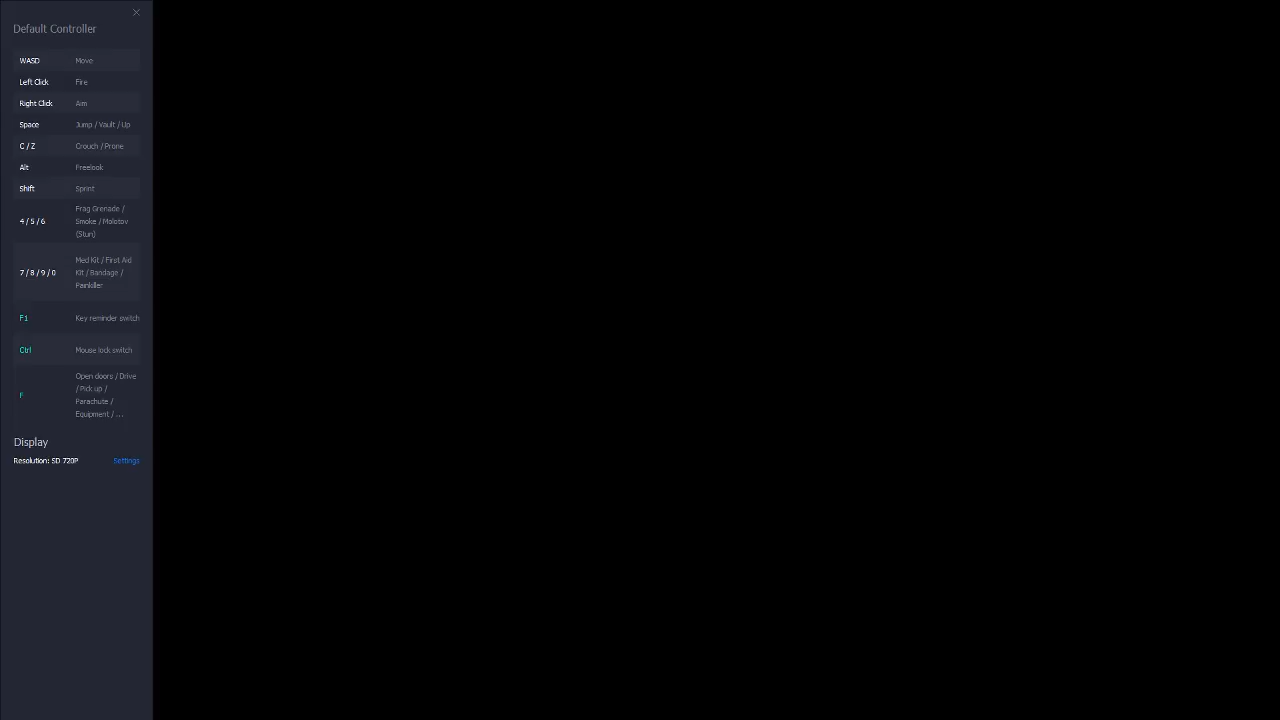 Default Controller
WASD Move
Left Click Fire
Right Click Aim
Space Jump / Vault / Up
C / Z Crouch / Prone
Alt Freelook
Shift Sprint
4 / 5 / 6 Frag Grenade /
Smoke / Molotov
(Stun)
7 / 8 / 9 / 0 Med Kit / First Aid
Kit / Bandage /
Painkiller
F1 Key reminder switch
Ctrl Mouse lock switch
F Open doors / Drive
/ Pick up /
Parachute /
Equipment / ...
Display
Resolution: SD 720P Settings